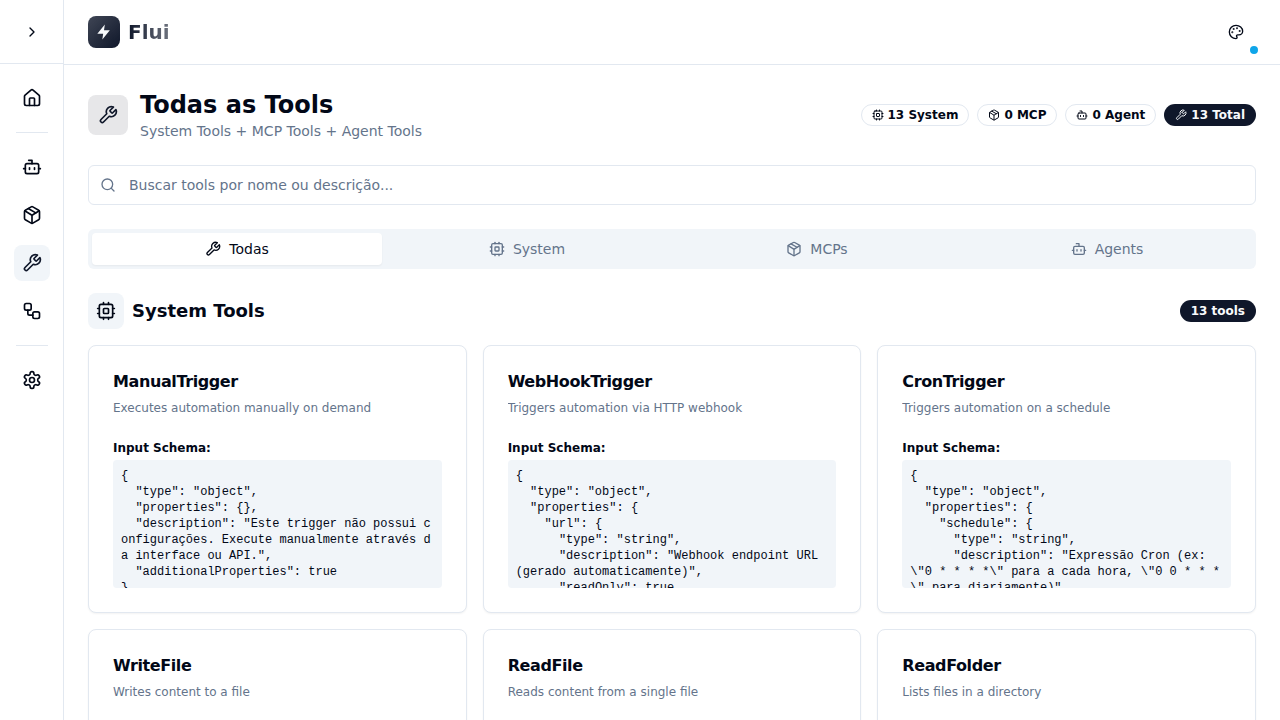 Flui
Todas as Tools
System Tools + MCP Tools + Agent Tools
13 System
0 MCP
0 Agent
13 Total
Buscar tools por nome ou descrição...
Todas
System
MCPs
Agents
System Tools
13 tools
ManualTrigger
Executes automation manually on demand
Input Schema:
{
  "type": "object",
  "properties": {},
  "description": "Este trigger não possui c
onfigurações. Execute manualmente através d
a interface ou API.",
  "additionalProperties": true
}
WebHookTrigger
Triggers automation via HTTP webhook
Input Schema:
{
  "type": "object",
  "properties": {
    "url": {
      "type": "string",
      "description": "Webhook endpoint URL
(gerado automaticamente)",
      "readOnly": true
CronTrigger
Triggers automation on a schedule
Input Schema:
{
  "type": "object",
  "properties": {
    "schedule": {
      "type": "string",
      "description": "Expressão Cron (ex:
\"0 * * * *\" para a cada hora, \"0 0 * * *
\" para diariamente)"
WriteFile
Writes content to a file
ReadFile
Reads content from a single file
ReadFolder
Lists files in a directory